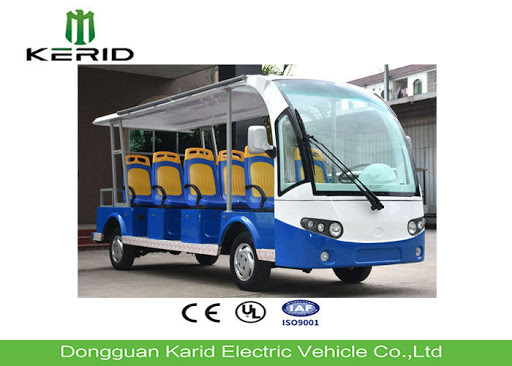 KERID
CE UL IAF
ISO9001
Dongguan Karid Electric Vehicle Co.,Ltd